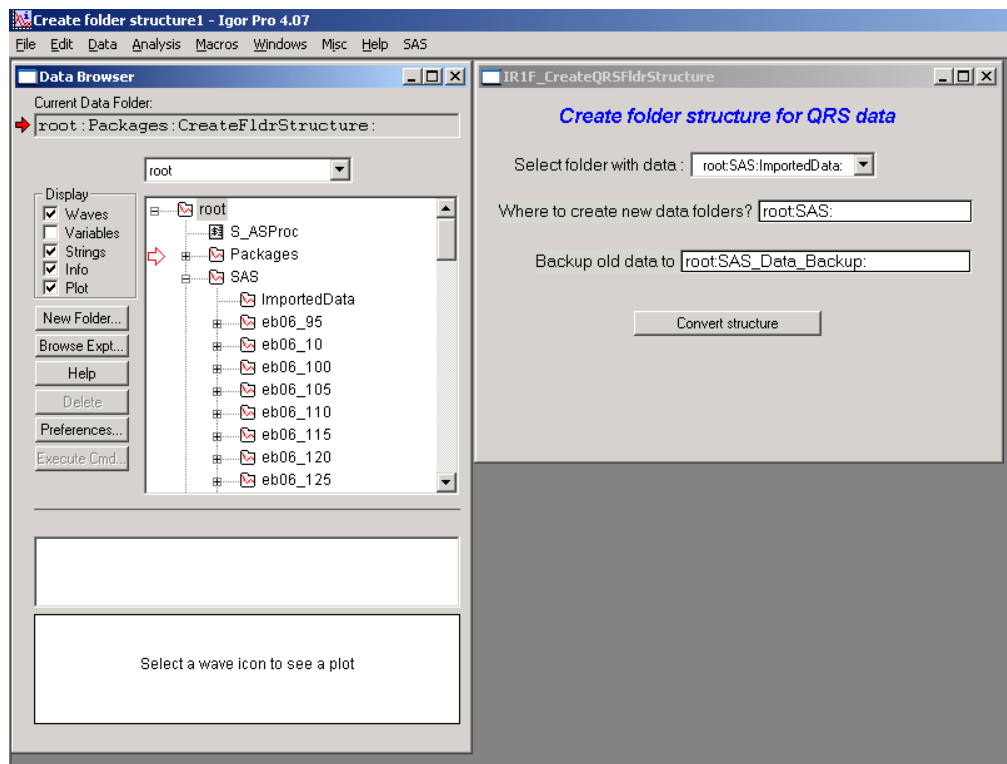 Create folder structure1 - Igor Pro 4.07
File Edit Data Analysis Macros Windows Misc Help SAS
Data Browser
Current Data Folder:
root:Packages:CreateFldrStructure:
root
Display
Waves
Variables
Strings
Info
Plot
New Folder...
Browse Expt...
Help
Delete
Preferences...
Execute Cmd...
root
S_ASProc
Packages
SAS
ImportedData
eb06_95
eb06_10
eb06_100
eb06_105
eb06_110
eb06_115
eb06_120
eb06_125
Select a wave icon to see a plot
IR1F_CreateQRSFldrStructure
Create folder structure for QRS data
Select folder with data : root:SAS:ImportedData:
Where to create new data folders? root:SAS:
Backup old data to root:SAS_Data_Backup:
Convert structure